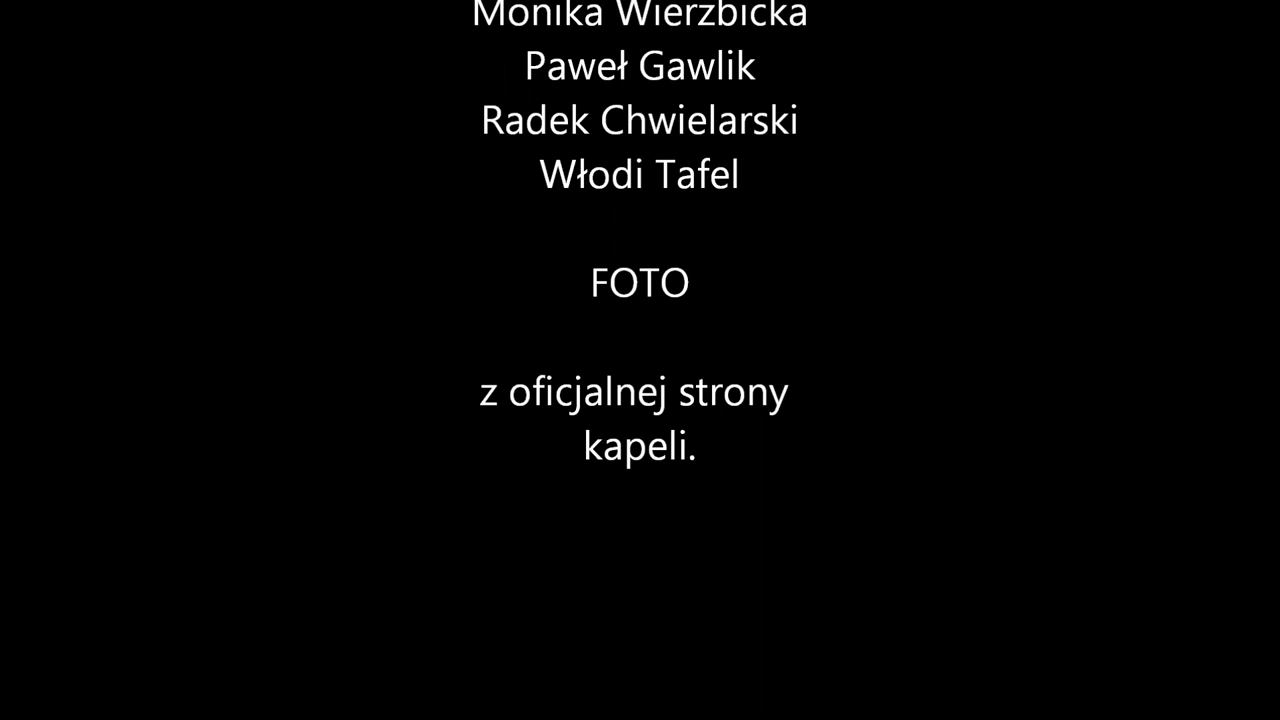 Monika Wierzbicka
Paweł Gawlik
Radek Chwielarski
Włodi Tafel
FOTO
z oficjalnej strony
kapeli.